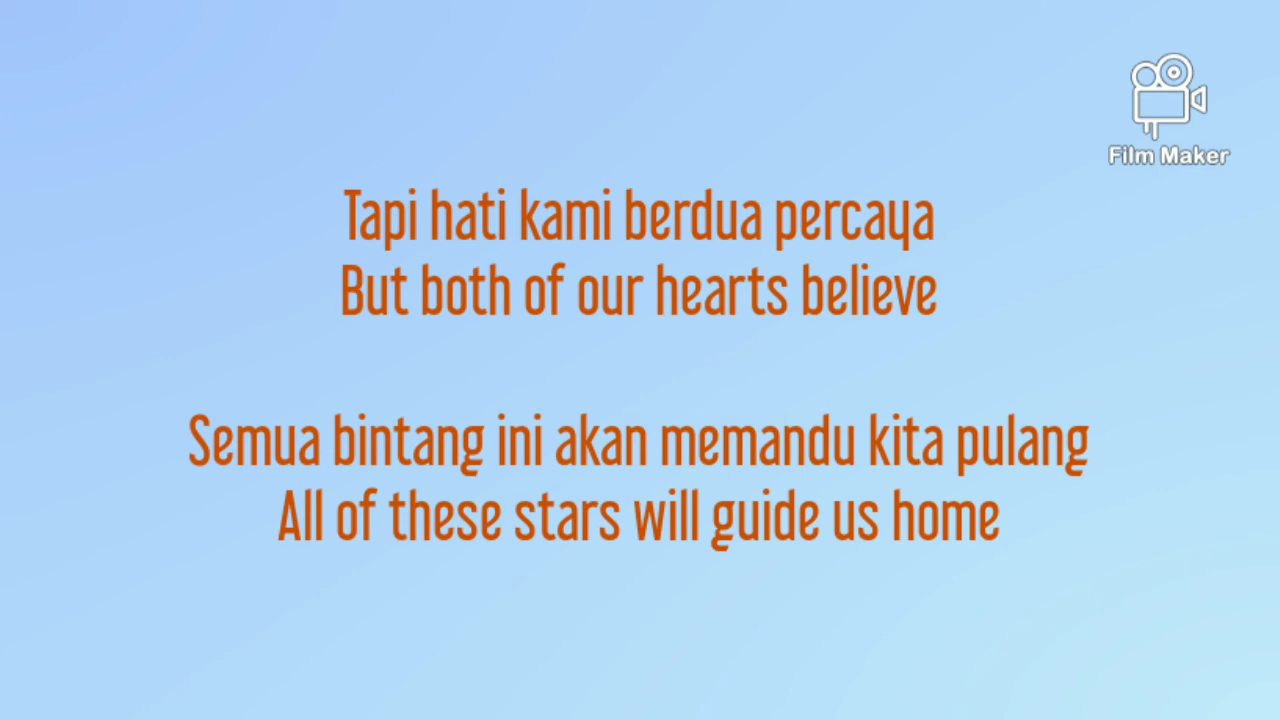 Film Maker
Tapi hati kami berdua percaya
But both of our hearts believe
Semua bintang ini akan memandu kita pulang
All of these stars will guide us home